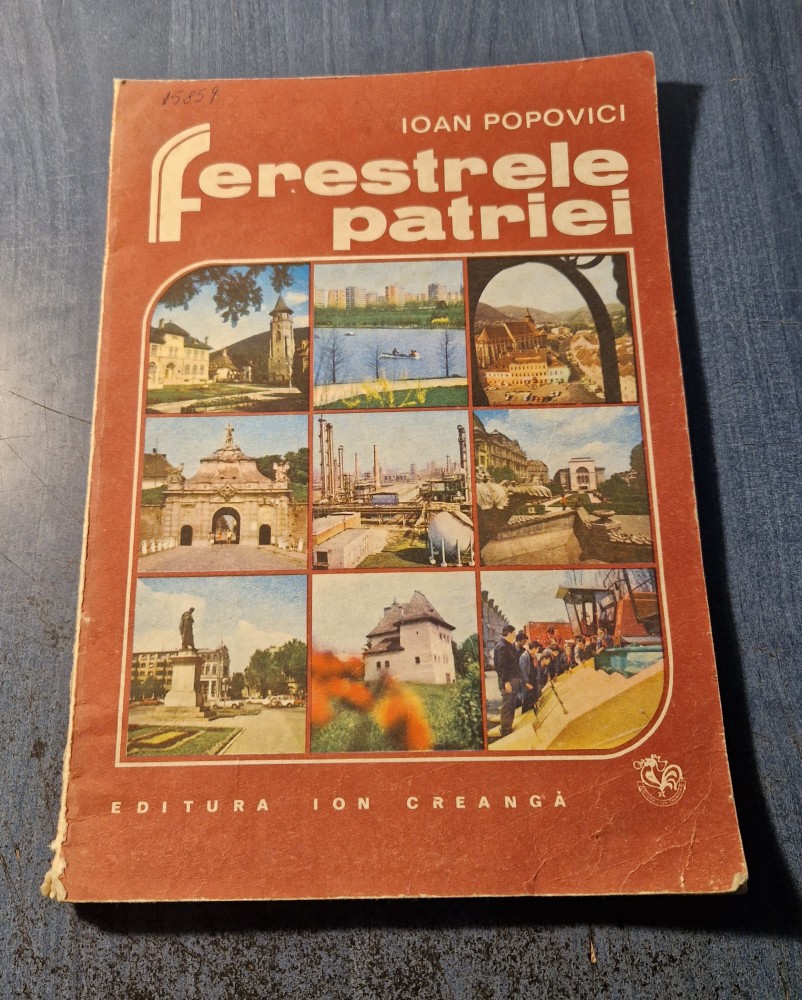 15859
IOAN POPOVICI
ferestrele
patriei
EDITURA ION CREANGĂ